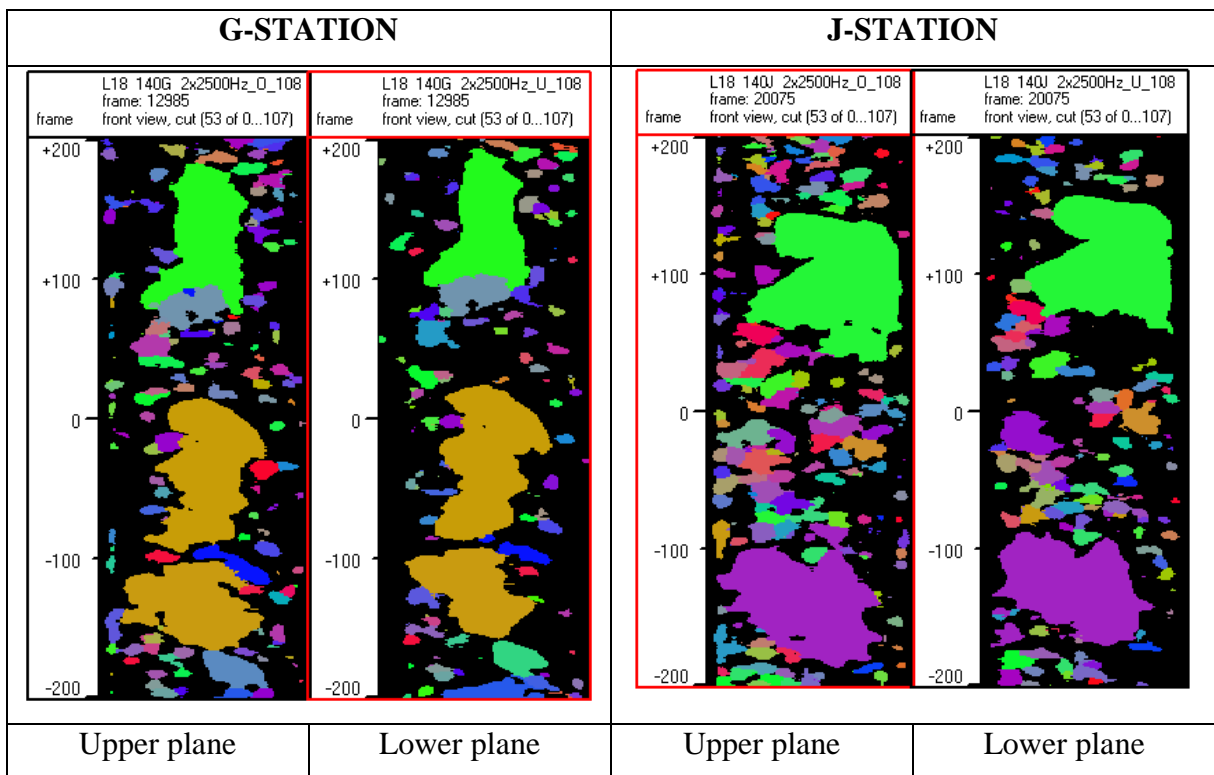 G-STATION
J-STATION
L18 140G 2x2500Hz_O_108
frame: 12985
frame front view, cut (53 of 0...107)
+200
+100
0
-100
-200
L18 140G 2x2500Hz_U_108
frame: 12985
frame front view, cut (53 of 0...107)
+200
+100
0
-100
-200
L18 140J 2x2500Hz_O_108
frame: 20075
frame front view, cut (53 of 0...107)
+200
+100
0
-100
-200
L18 140J 2x2500Hz_U_108
frame: 20075
frame front view, cut (53 of 0...107)
+200
+100
0
-100
-200
Upper plane
Lower plane
Upper plane
Lower plane